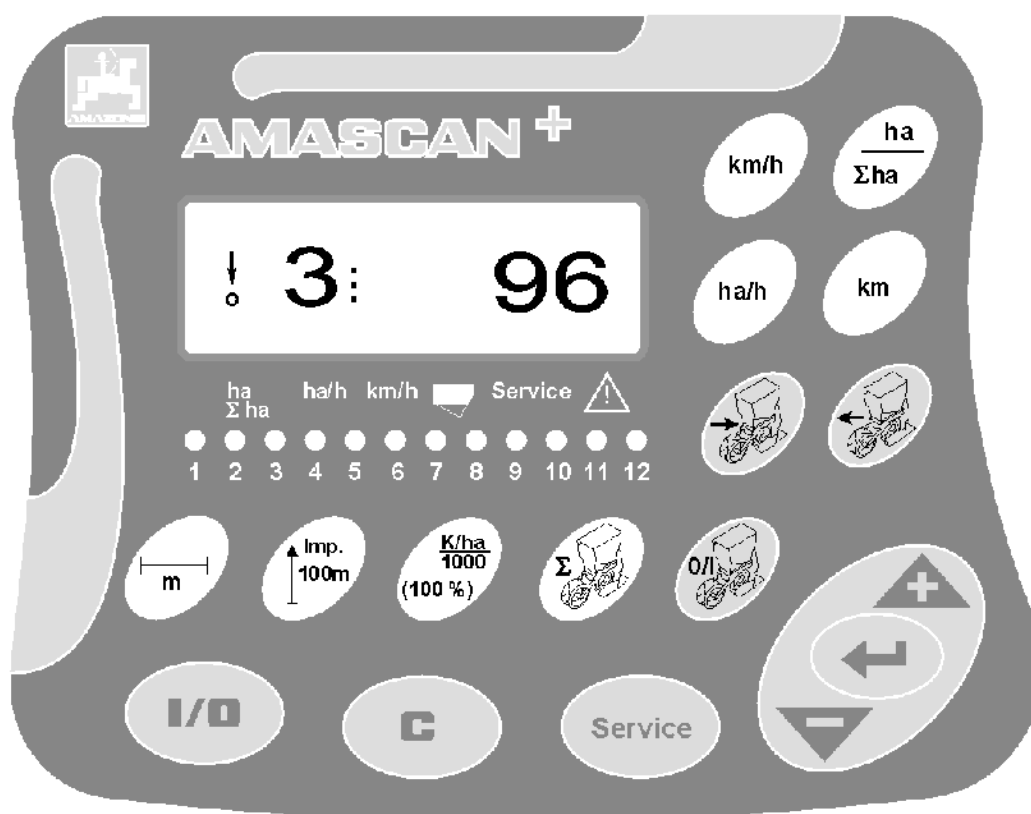 AMAZONE
AMASCAN +
km/h
ha
Σha
3: 96
ha/h
km
ha
Σ ha
ha/h
km/h
Service
!
1 2 3 4 5 6 7 8 9 10 11 12
m
Imp.
100m
K/ha
1000
(100 %)
Σ
0/I
+
I/O
C
Service
-